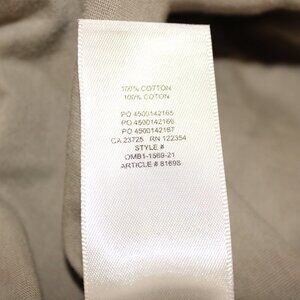 100% COTTON
100% COTON
PO 4500142165
PO 4500142166
PO 4500142167
CA 23725 RN 122354
STYLE #
OMB1-1569-21
ARTICLE # 81698